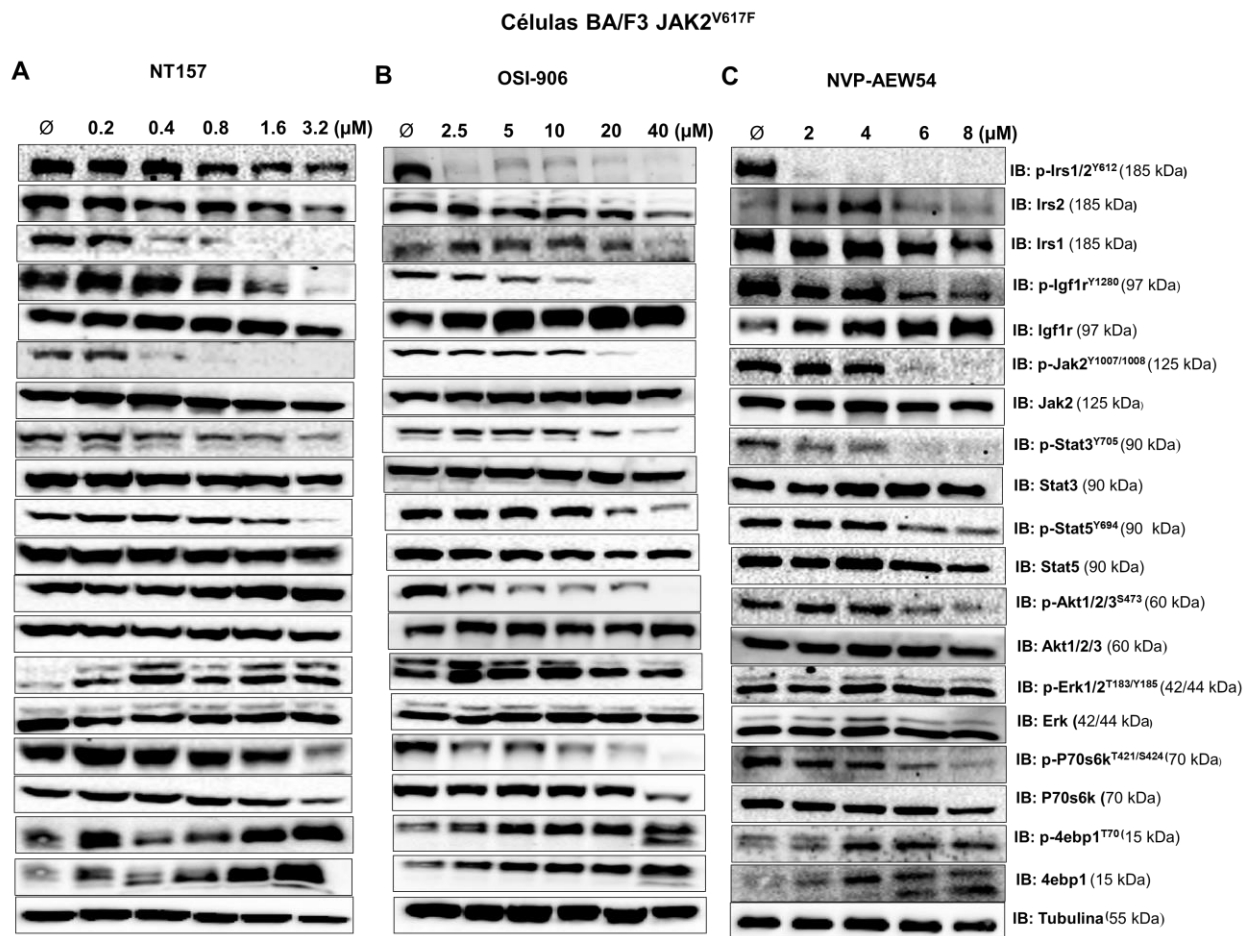 Células BA/F3 JAK2V617F
A
NT157
Ø 0.2 0.4 0.8 1.6 3.2 (μM)
B
OSI-906
Ø 2.5 5 10 20 40 (μM)
C
NVP-AEW54
Ø 2 4 6 8 (μM)
IB: p-Irs1/2Y612 (185 kDa)
IB: Irs2 (185 kDa)
IB: Irs1 (185 kDa)
IB: p-Igf1rY1280 (97 kDa)
IB: Igf1r (97 kDa)
IB: p-Jak2Y1007/1008 (125 kDa)
IB: Jak2 (125 kDa)
IB: p-Stat3Y705 (90 kDa)
IB: Stat3 (90 kDa)
IB: p-Stat5Y694 (90 kDa)
IB: Stat5 (90 kDa)
IB: p-Akt1/2/3S473 (60 kDa)
IB: Akt1/2/3 (60 kDa)
IB: p-Erk1/2T183/Y185 (42/44 kDa)
IB: Erk (42/44 kDa)
IB: p-P70s6kT421/S424 (70 kDa)
IB: P70s6k (70 kDa)
IB: p-4ebp1T70 (15 kDa)
IB: 4ebp1 (15 kDa)
IB: Tubulina (55 kDa)